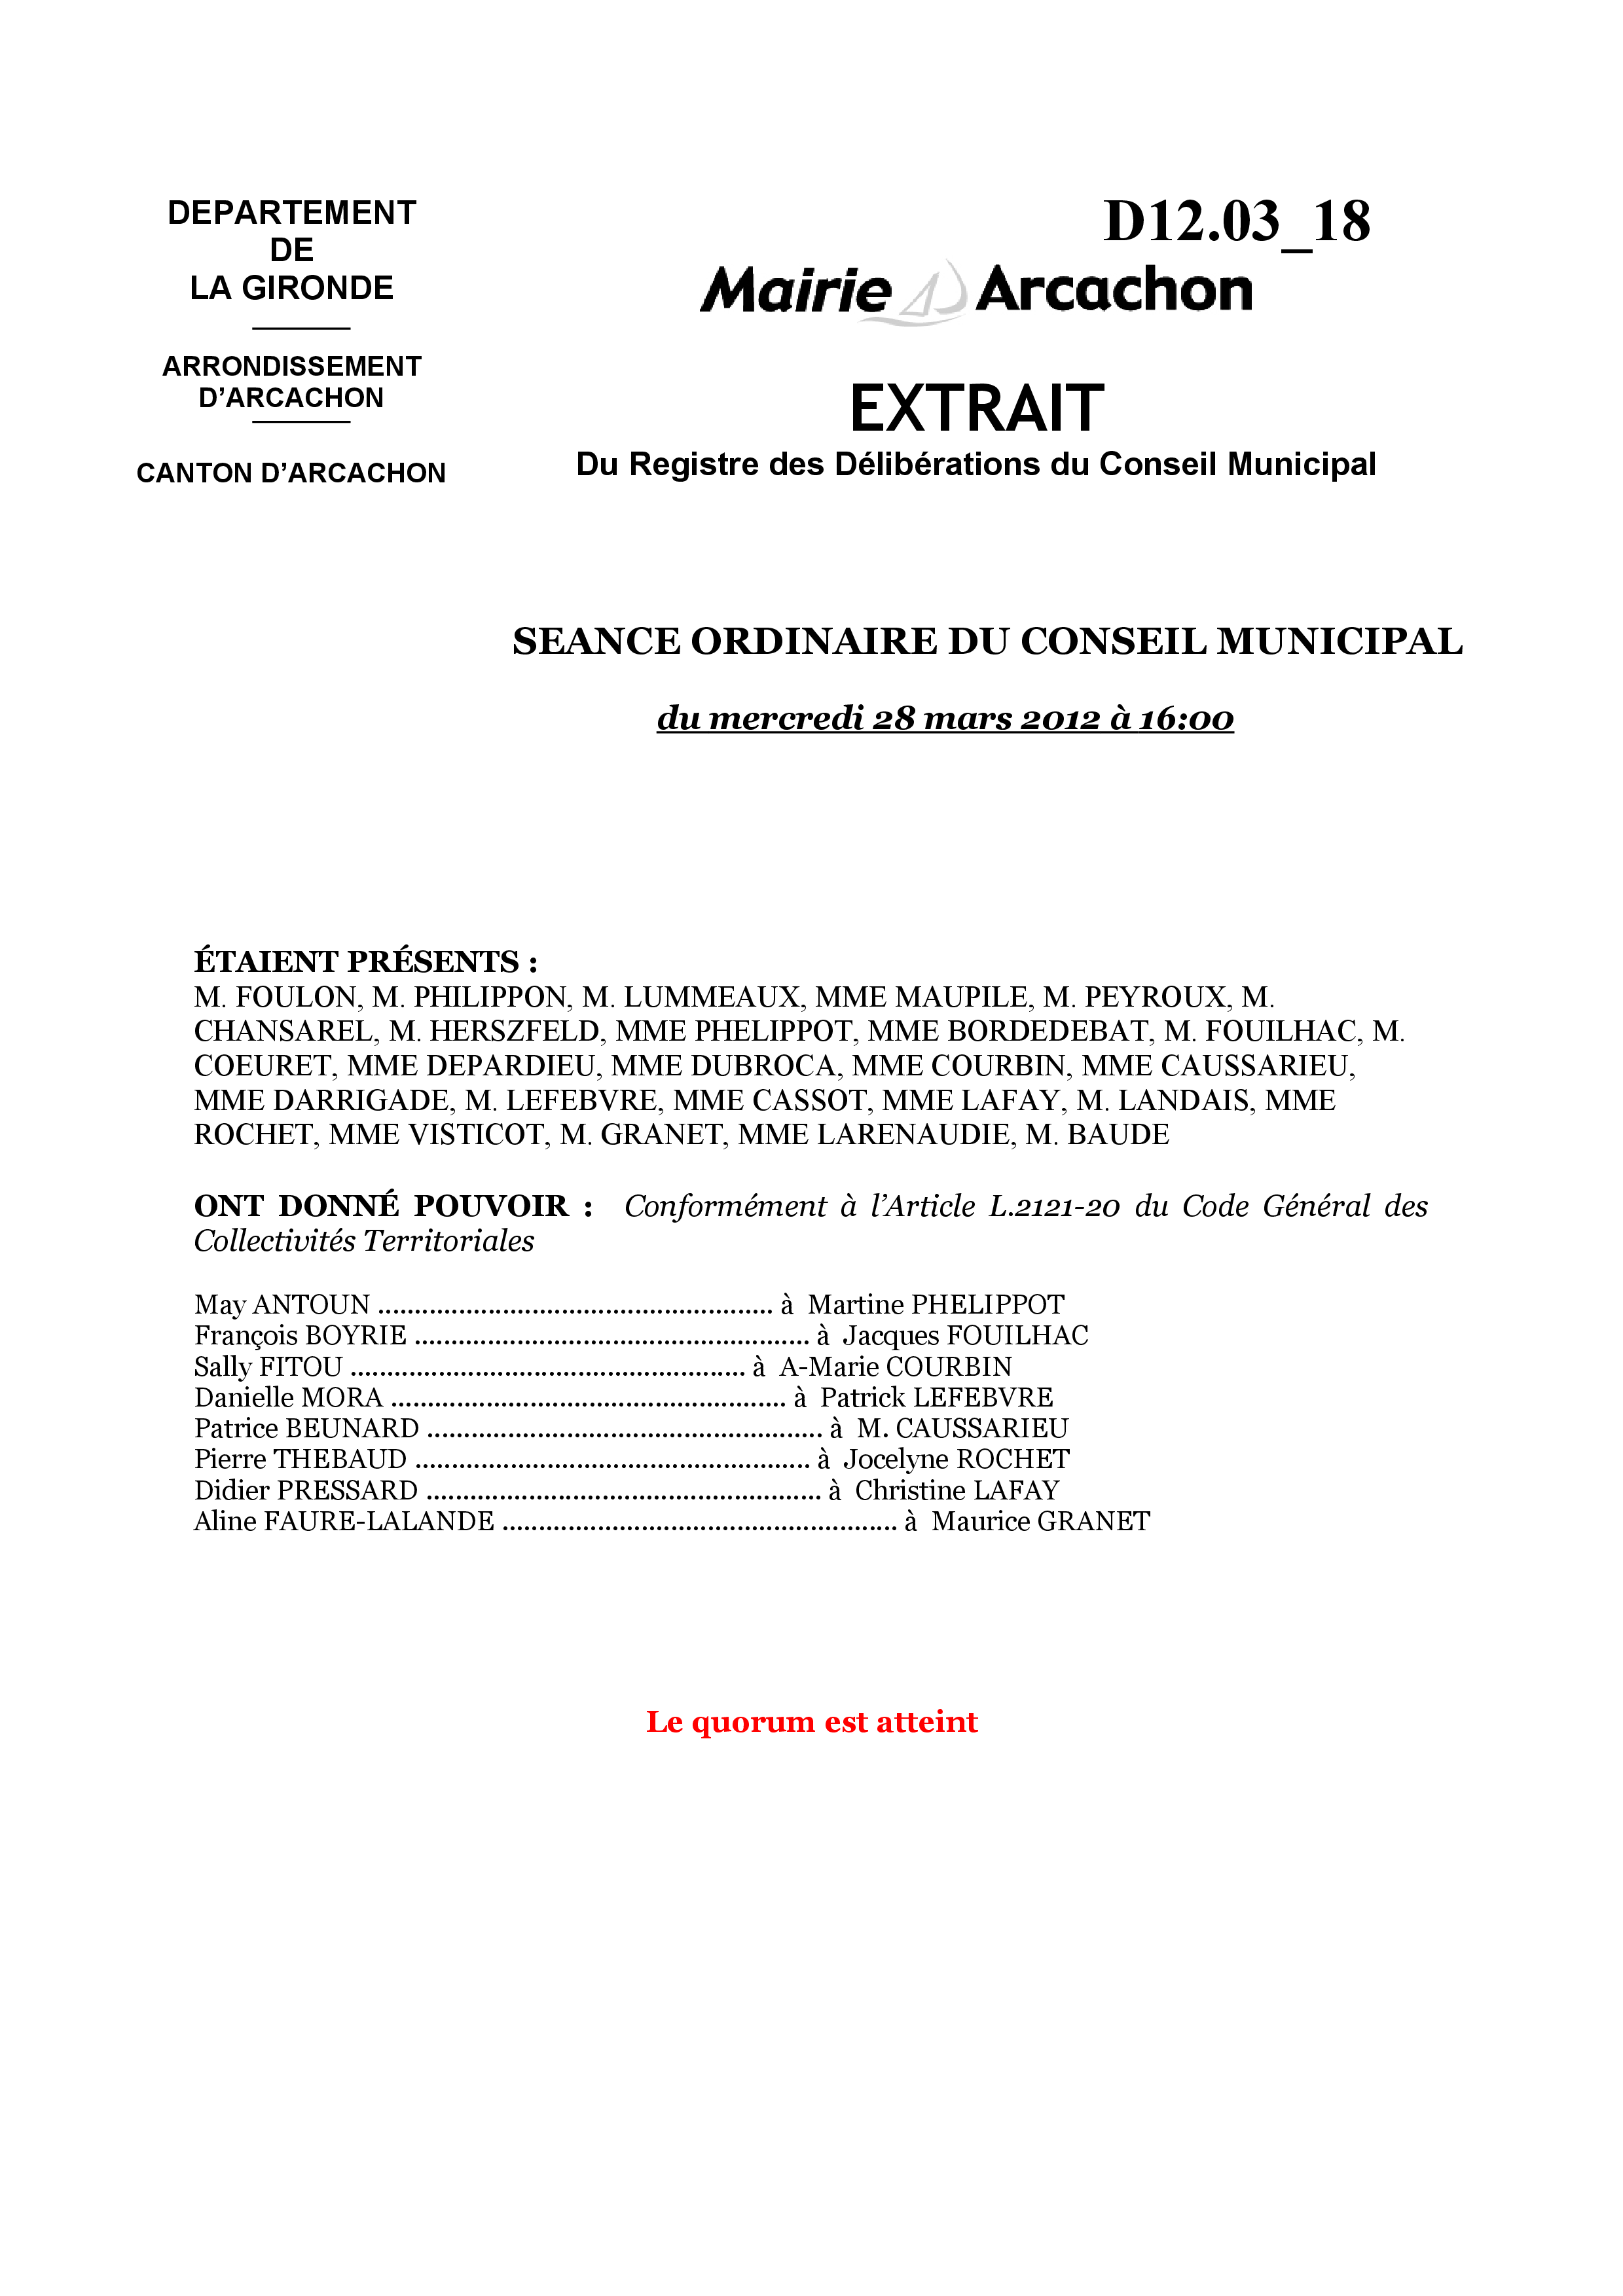 DEPARTEMENT
DE
LA GIRONDE
ARRONDISSEMENT
D’ARCACHON
CANTON D’ARCACHON
D12.03_18
Mairie Arcachon
EXTRAIT
Du Registre des Délibérations du Conseil Municipal
SEANCE ORDINAIRE DU CONSEIL MUNICIPAL
du mercredi 28 mars 2012 à 16:00
ÉTAIENT PRÉSENTS :
M. FOULON, M. PHILIPPON, M. LUMMEAUX, MME MAUPILE, M. PEYROUX, M.
CHANSAREL, M. HERSZFELD, MME PHELIPPOT, MME BORDEDEBAT, M. FOUILHAC, M.
COEURET, MME DEPARDIEU, MME DUBROCA, MME COURBIN, MME CAUSSARIEU,
MME DARRIGADE, M. LEFEBVRE, MME CASSOT, MME LAFAY, M. LANDAIS, MME
ROCHET, MME VISTICOT, M. GRANET, MME LARENAUDIE, M. BAUDE
ONT DONNÉ POUVOIR : Conformément à l’Article L.2121-20 du Code Général des
Collectivités Territoriales
May ANTOUN ...................................................... à Martine PHELIPPOT
François BOYRIE ...................................................... à Jacques FOUILHAC
Sally FITOU ...................................................... à A-Marie COURBIN
Danielle MORA ...................................................... à Patrick LEFEBVRE
Patrice BEUNARD ...................................................... à M. CAUSSARIEU
Pierre THEBAUD ...................................................... à Jocelyne ROCHET
Didier PRESSARD ...................................................... à Christine LAFAY
Aline FAURE-LALANDE ...................................................... à Maurice GRANET
Le quorum est atteint